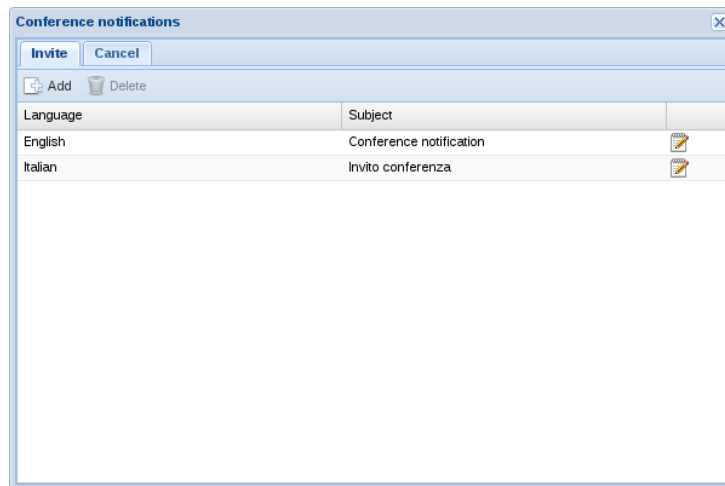 Conference notifications
Invite Cancel
Add Delete
Language Subject
English Conference notification
Italian Invito conferenza